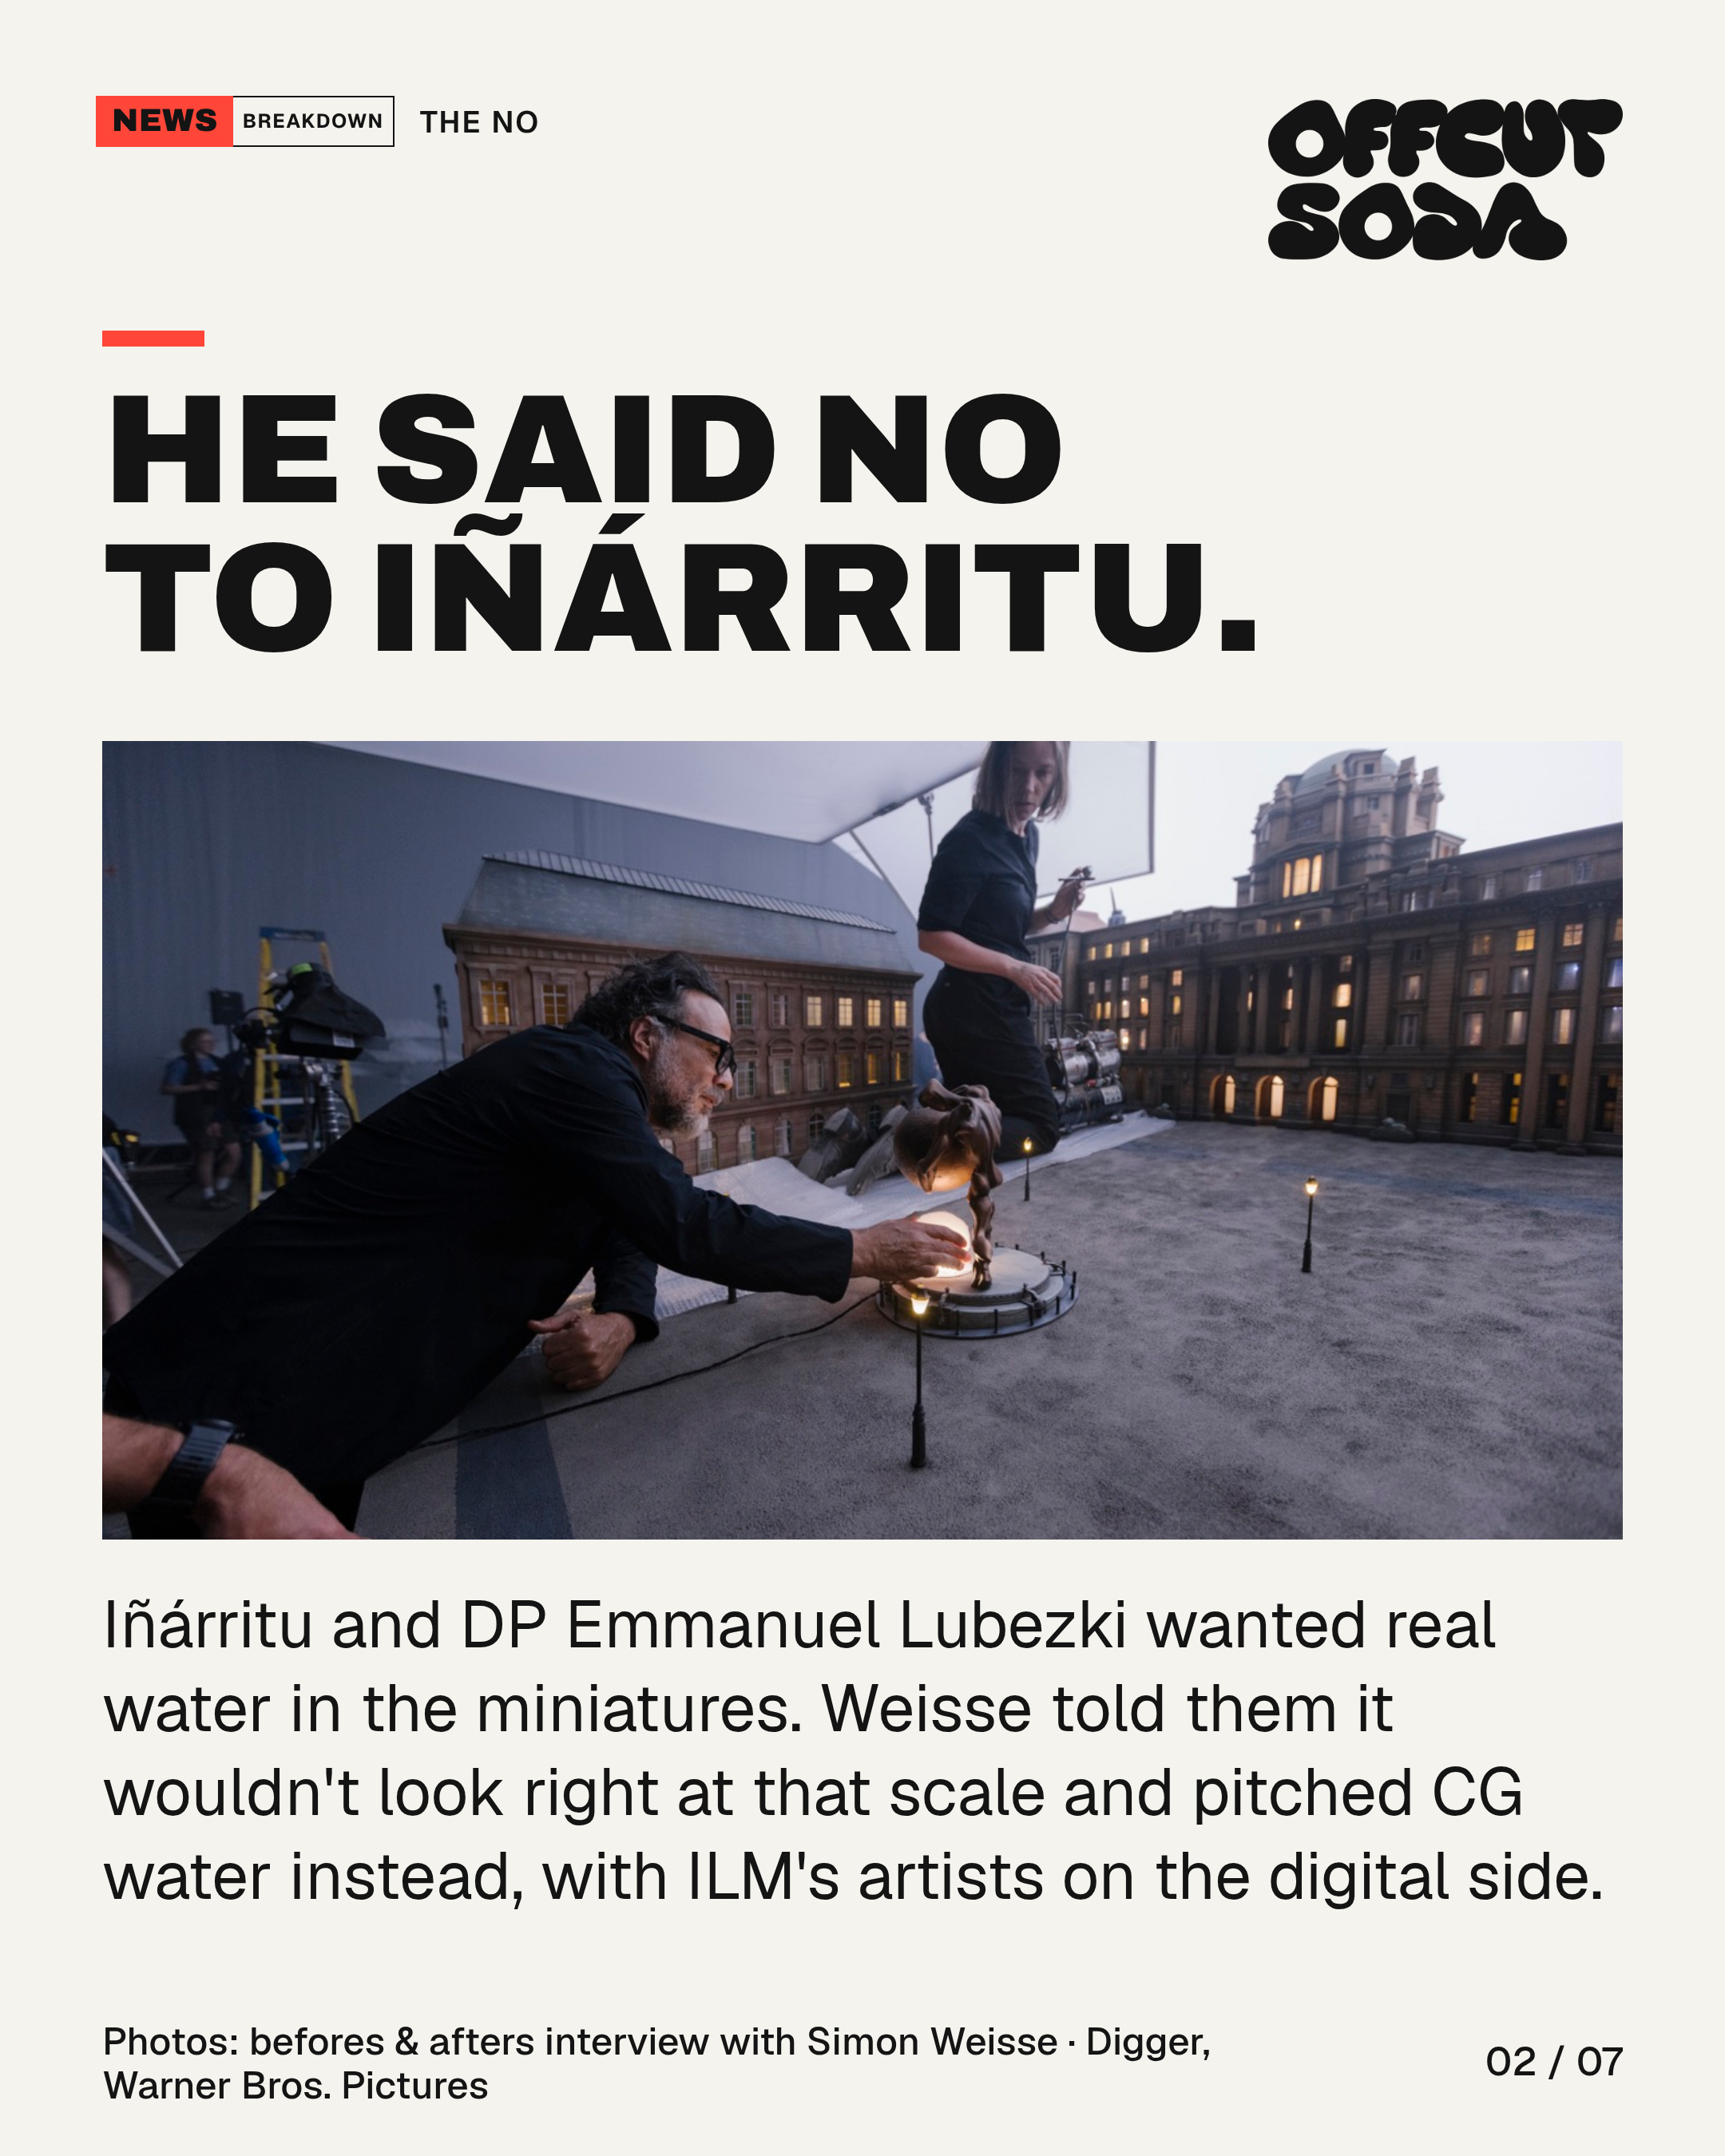 NEWS BREAKDOWN THE NO
OFFCUT
SODA
HE SAID NO
TO IÑÁRRITU.
Iñárritu and DP Emmanuel Lubezki wanted real
water in the miniatures. Weisse told them it
wouldn't look right at that scale and pitched CG
water instead, with ILM's artists on the digital side.
Photos: befores & afters interview with Simon Weisse · Digger,
Warner Bros. Pictures
02 / 07